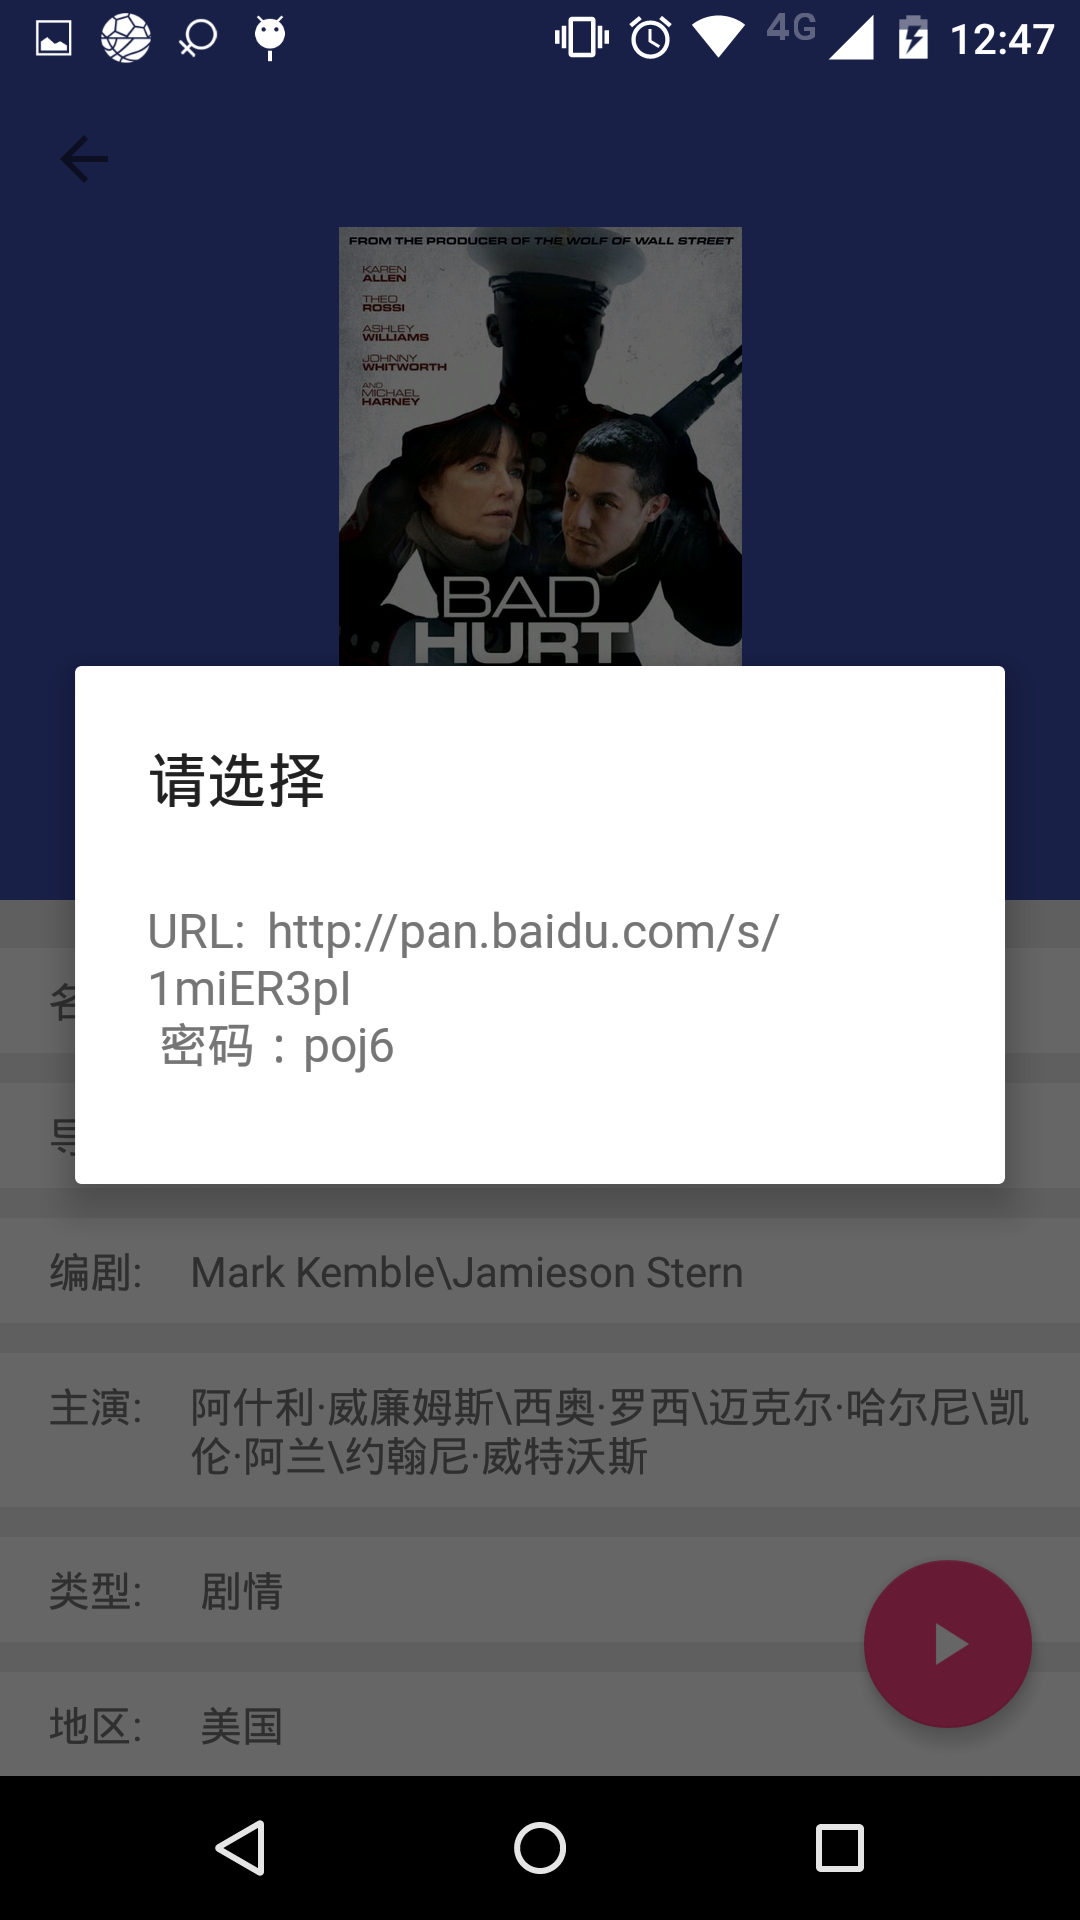 4G 12:47
FROM THE PRODUCER OF THE WOLF OF WALL STREET
KAREN
ALLEN
THEO
ROSSI
ASHLEY
WILLIAMS
JOHNNY
WHITWORTH
AND
MICHAEL
HARNEY
BAD
HURT
请选择
URL: http://pan.baidu.com/s/
1miER3pI
密码：poj6
编剧: Mark Kemble\Jamieson Stern
主演: 阿什利·威廉姆斯\西奥·罗西\迈克尔·哈尔尼\凯
伦·阿兰\约翰尼·威特沃斯
类型: 剧情
地区: 美国